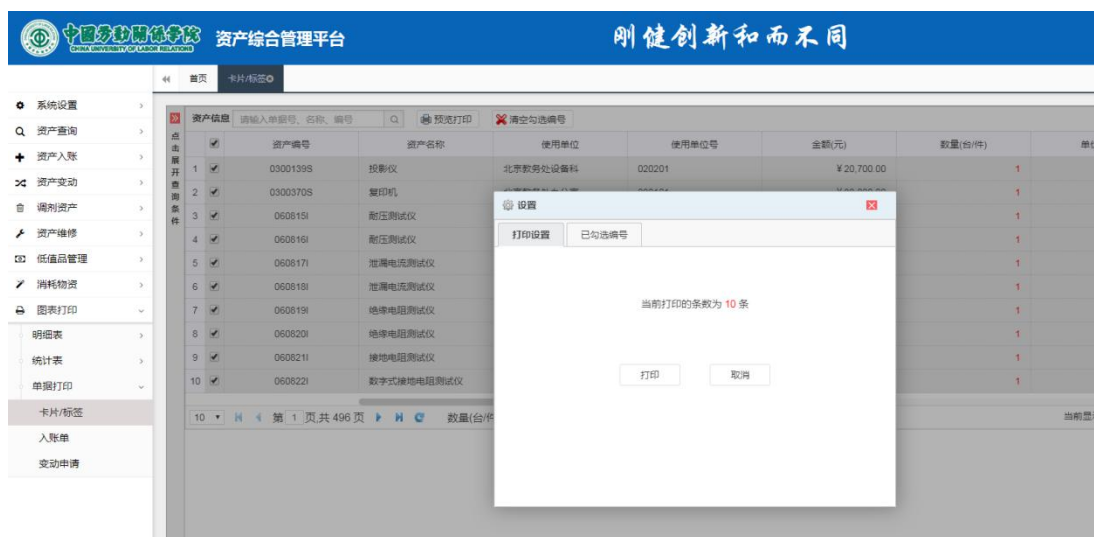 中国劳动关系学院 资产综合管理平台 刚健创新和而不同
CHINA UNIVERSITY OF LABOR RELATIONS
首页 卡片/标签
系统设置
资产查询
资产入账
资产变动
调剂资产
资产维修
低值品管理
消耗物资
图表打印
明细表
统计表
单据打印
卡片/标签
入账单
变动申请
点击展开查询条件
资产信息 请输入单据号、名称、编号 预览打印 清空勾选编号
资产编号 资产名称 使用单位 使用单位号 金额(元) 数量(台/件)
1 0300139S 投影仪 北京教务处设备科 020201 ¥20,700.00 1
2 0300370S 复印机
3 060815I 耐压测试仪 1
4 060816I 耐压测试仪 1
5 060817I 泄漏电流测试仪 1
6 060818I 泄漏电流测试仪 1
7 060819I 绝缘电阻测试仪 1
8 060820I 绝缘电阻测试仪 1
9 060821I 接地电阻测试仪 1
10 060822I 数字式接地电阻测试仪 1
10 第 1 页,共 496 页 数量(台/件
当前显
设置
打印设置 已勾选编号
当前打印的条数为 10 条
打印 取消